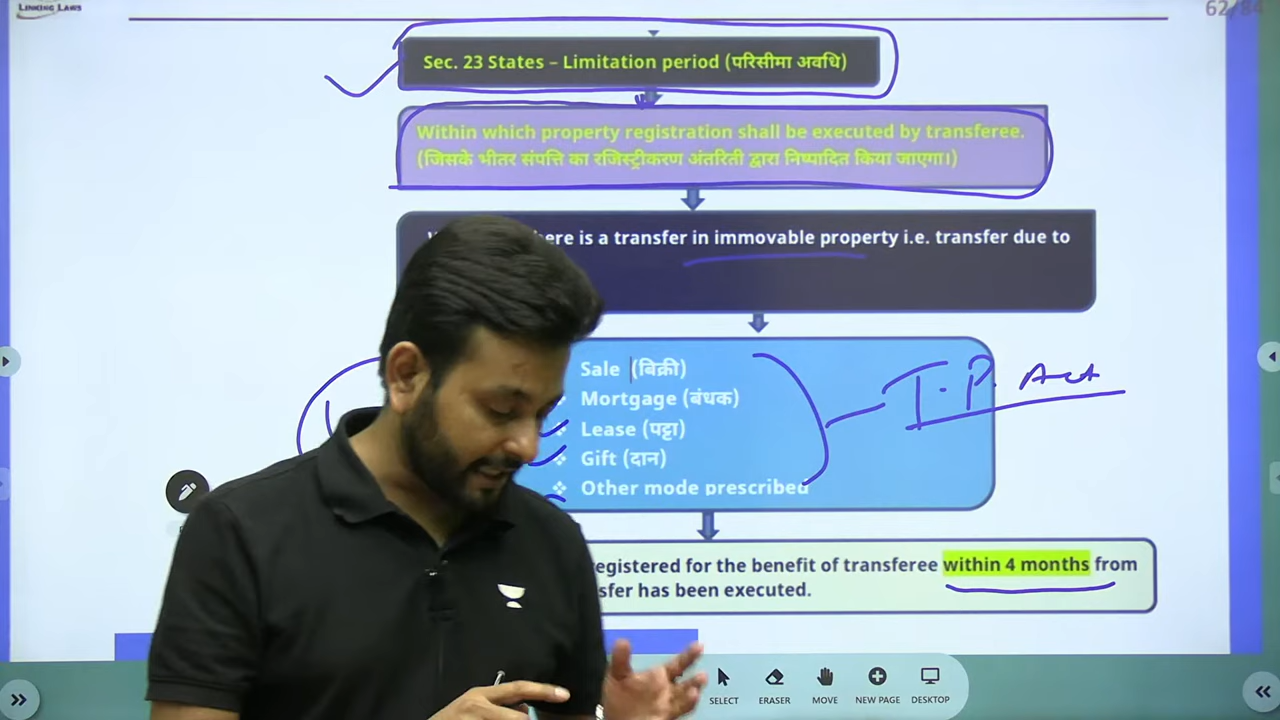 LINKING LAWS
62/84
Sec. 23 States – Limitation period (परिसीमा अवधि)
Within which property registration shall be executed by transferee.
(जिसके भीतर संपत्ति का रजिस्ट्रीकरण अंतरिती द्वारा निष्पादित किया जाएगा।)
ere is a transfer in immovable property i.e. transfer due to
Sale (बिक्री)
Mortgage (बंधक)
❖ Lease (पट्टा)
❖ Gift (दान)
❖ Other mode prescribed
T.P. Act
egistered for the benefit of transferee within 4 months from
sfer has been executed.
SELECT ERASER MOVE NEW PAGE DESKTOP